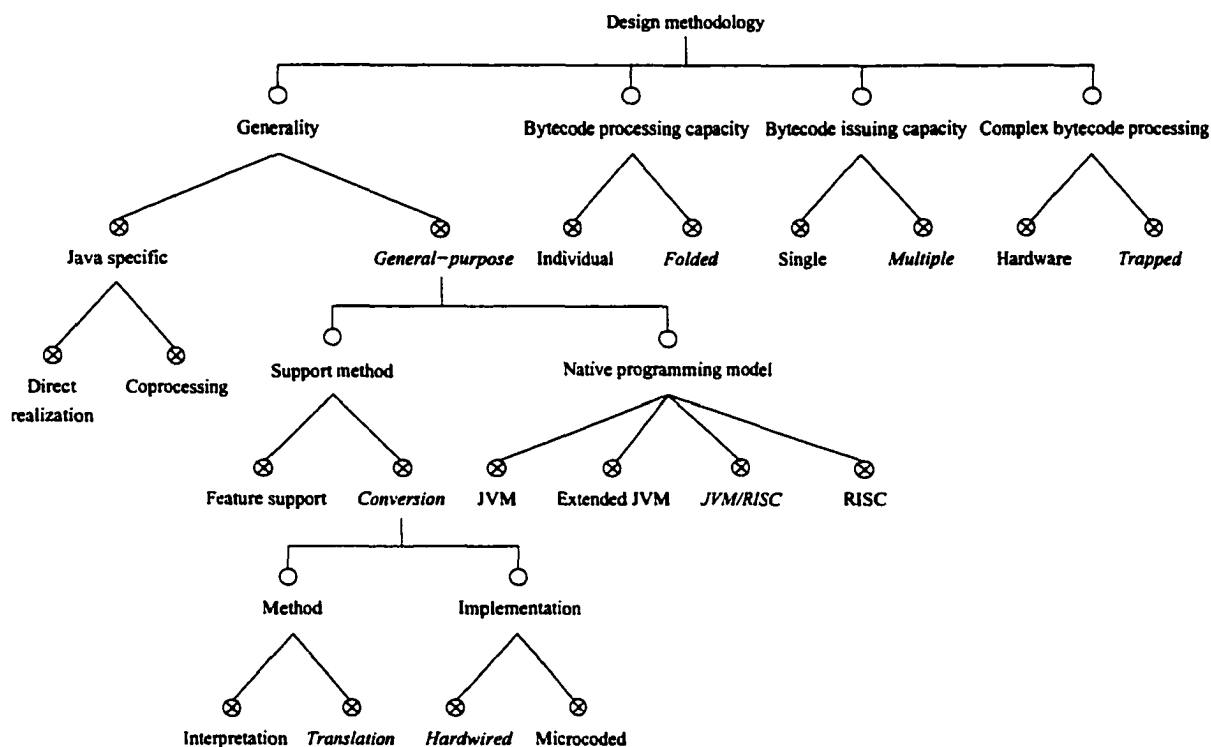 Design methodology
Generality
Bytecode processing capacity
Bytecode issuing capacity
Complex bytecode processing
Java specific
General-purpose
Individual
Folded
Single
Multiple
Hardware
Trapped
Direct
realization
Coprocessing
Support method
Native programming model
Feature support
Conversion
JVM
Extended JVM
JVM/RISC
RISC
Method
Implementation
Interpretation
Translation
Hardwired
Microcoded